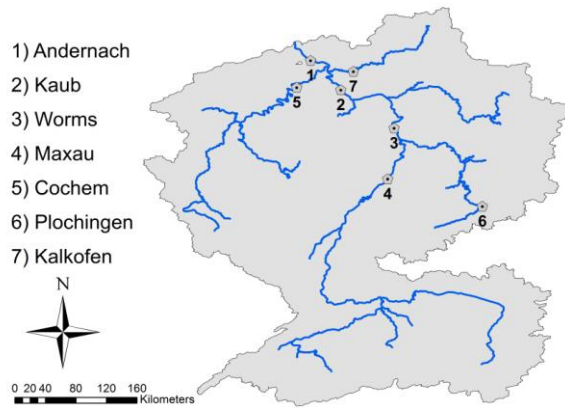 1) Andernach
2) Kaub
3) Worms
4) Maxau
5) Cochem
6) Plochingen
7) Kalkofen
N
0 20 40 80 120 160
Kilometers
1
7
5
2
3
4
6